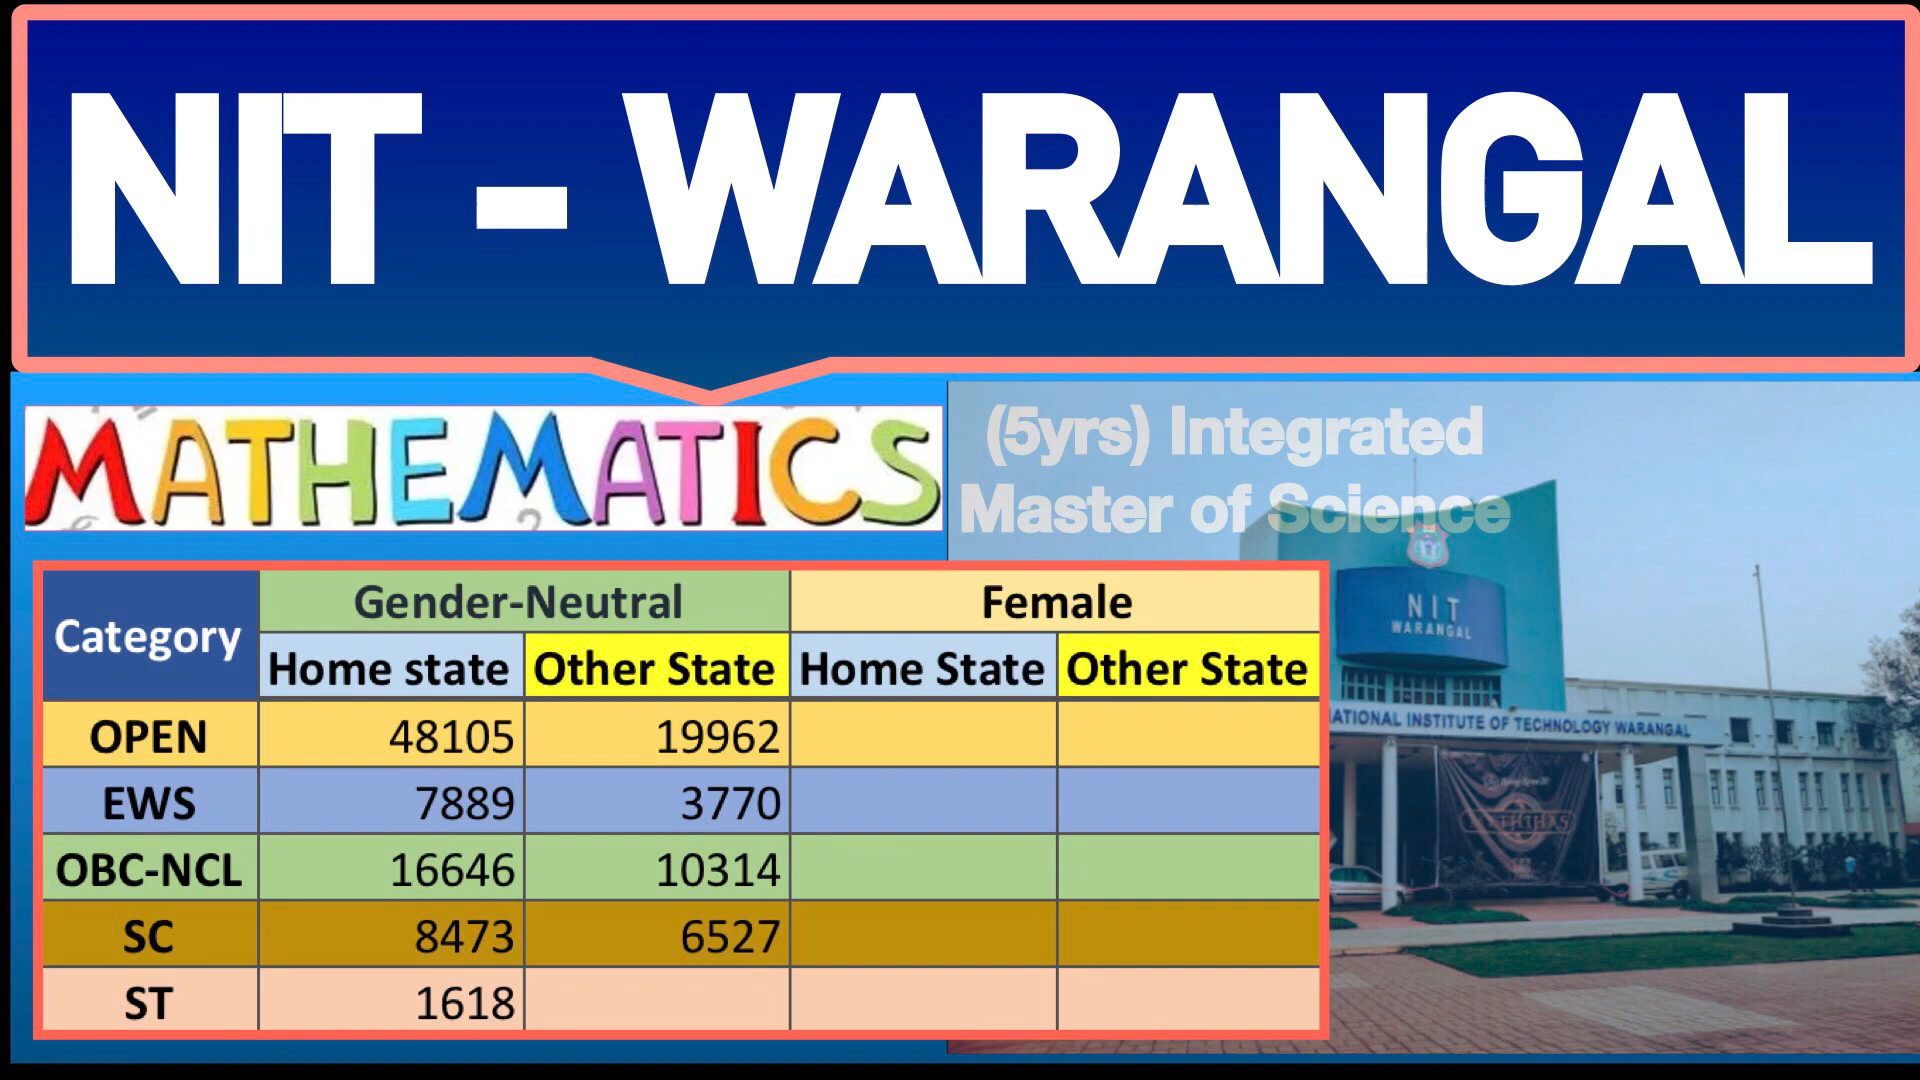 NIT - WARANGAL
MATHEMATICS
(5yrs) Integrated
Master of Science
Category Gender-Neutral Female
Home state Other State Home State Other State
OPEN 48105 19962
EWS 7889 3770
OBC-NCL 16646 10314
SC 8473 6527
ST 1618
NIT
WARANGAL
NATIONAL INSTITUTE OF TECHNOLOGY WARANGAL